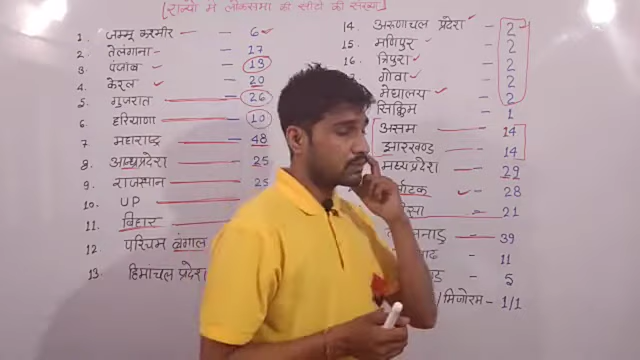 [राज्यो में लोकसभा की सीटो की संख्या]
1. जम्मू कश्मीर — 6
2. तेलंगाना - 17
3. पंजाब - 13
4. केरल - 20
5. गुजरात — 26
6. हरियाणा — 10
7. महाराष्ट्र - 48
8. आन्ध्रप्रदेश — 25
9. राजस्थान — 25
10. UP —
11. बिहार —
12. पश्चिम बंगाल
13. हिमांचल प्रदेश
14. अरूणाचल प्रदेश - 2
15. मणिपुर - 2
16. त्रिपुरा - 2
गोवा - 2
मेघालय - 2
सिक्किम - 1
असम — 14
झारखण्ड — 14
मध्यप्रदेश — 29
- 28
- 21
- 39
- 11
- 5
/मिजोरम - 1/1